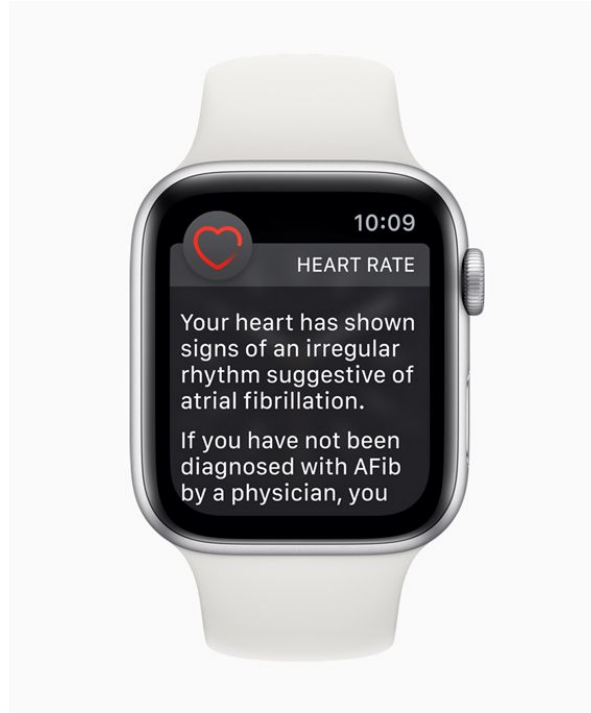 10:09
HEART RATE
Your heart has shown
signs of an irregular
rhythm suggestive of
atrial fibrillation.
If you have not been
diagnosed with AFib
by a physician, you